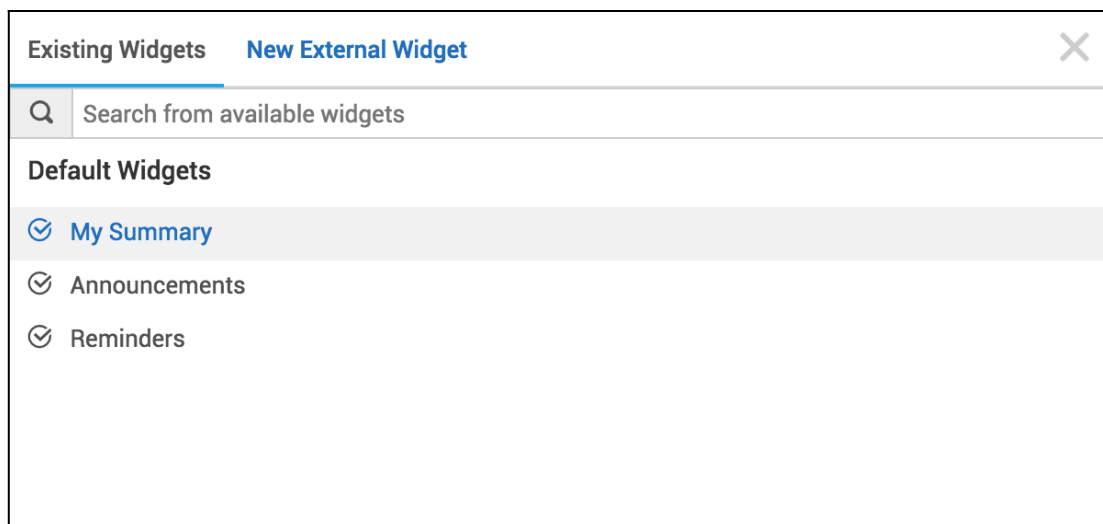 Existing Widgets New External Widget
Search from available widgets
Default Widgets
My Summary
Announcements
Reminders